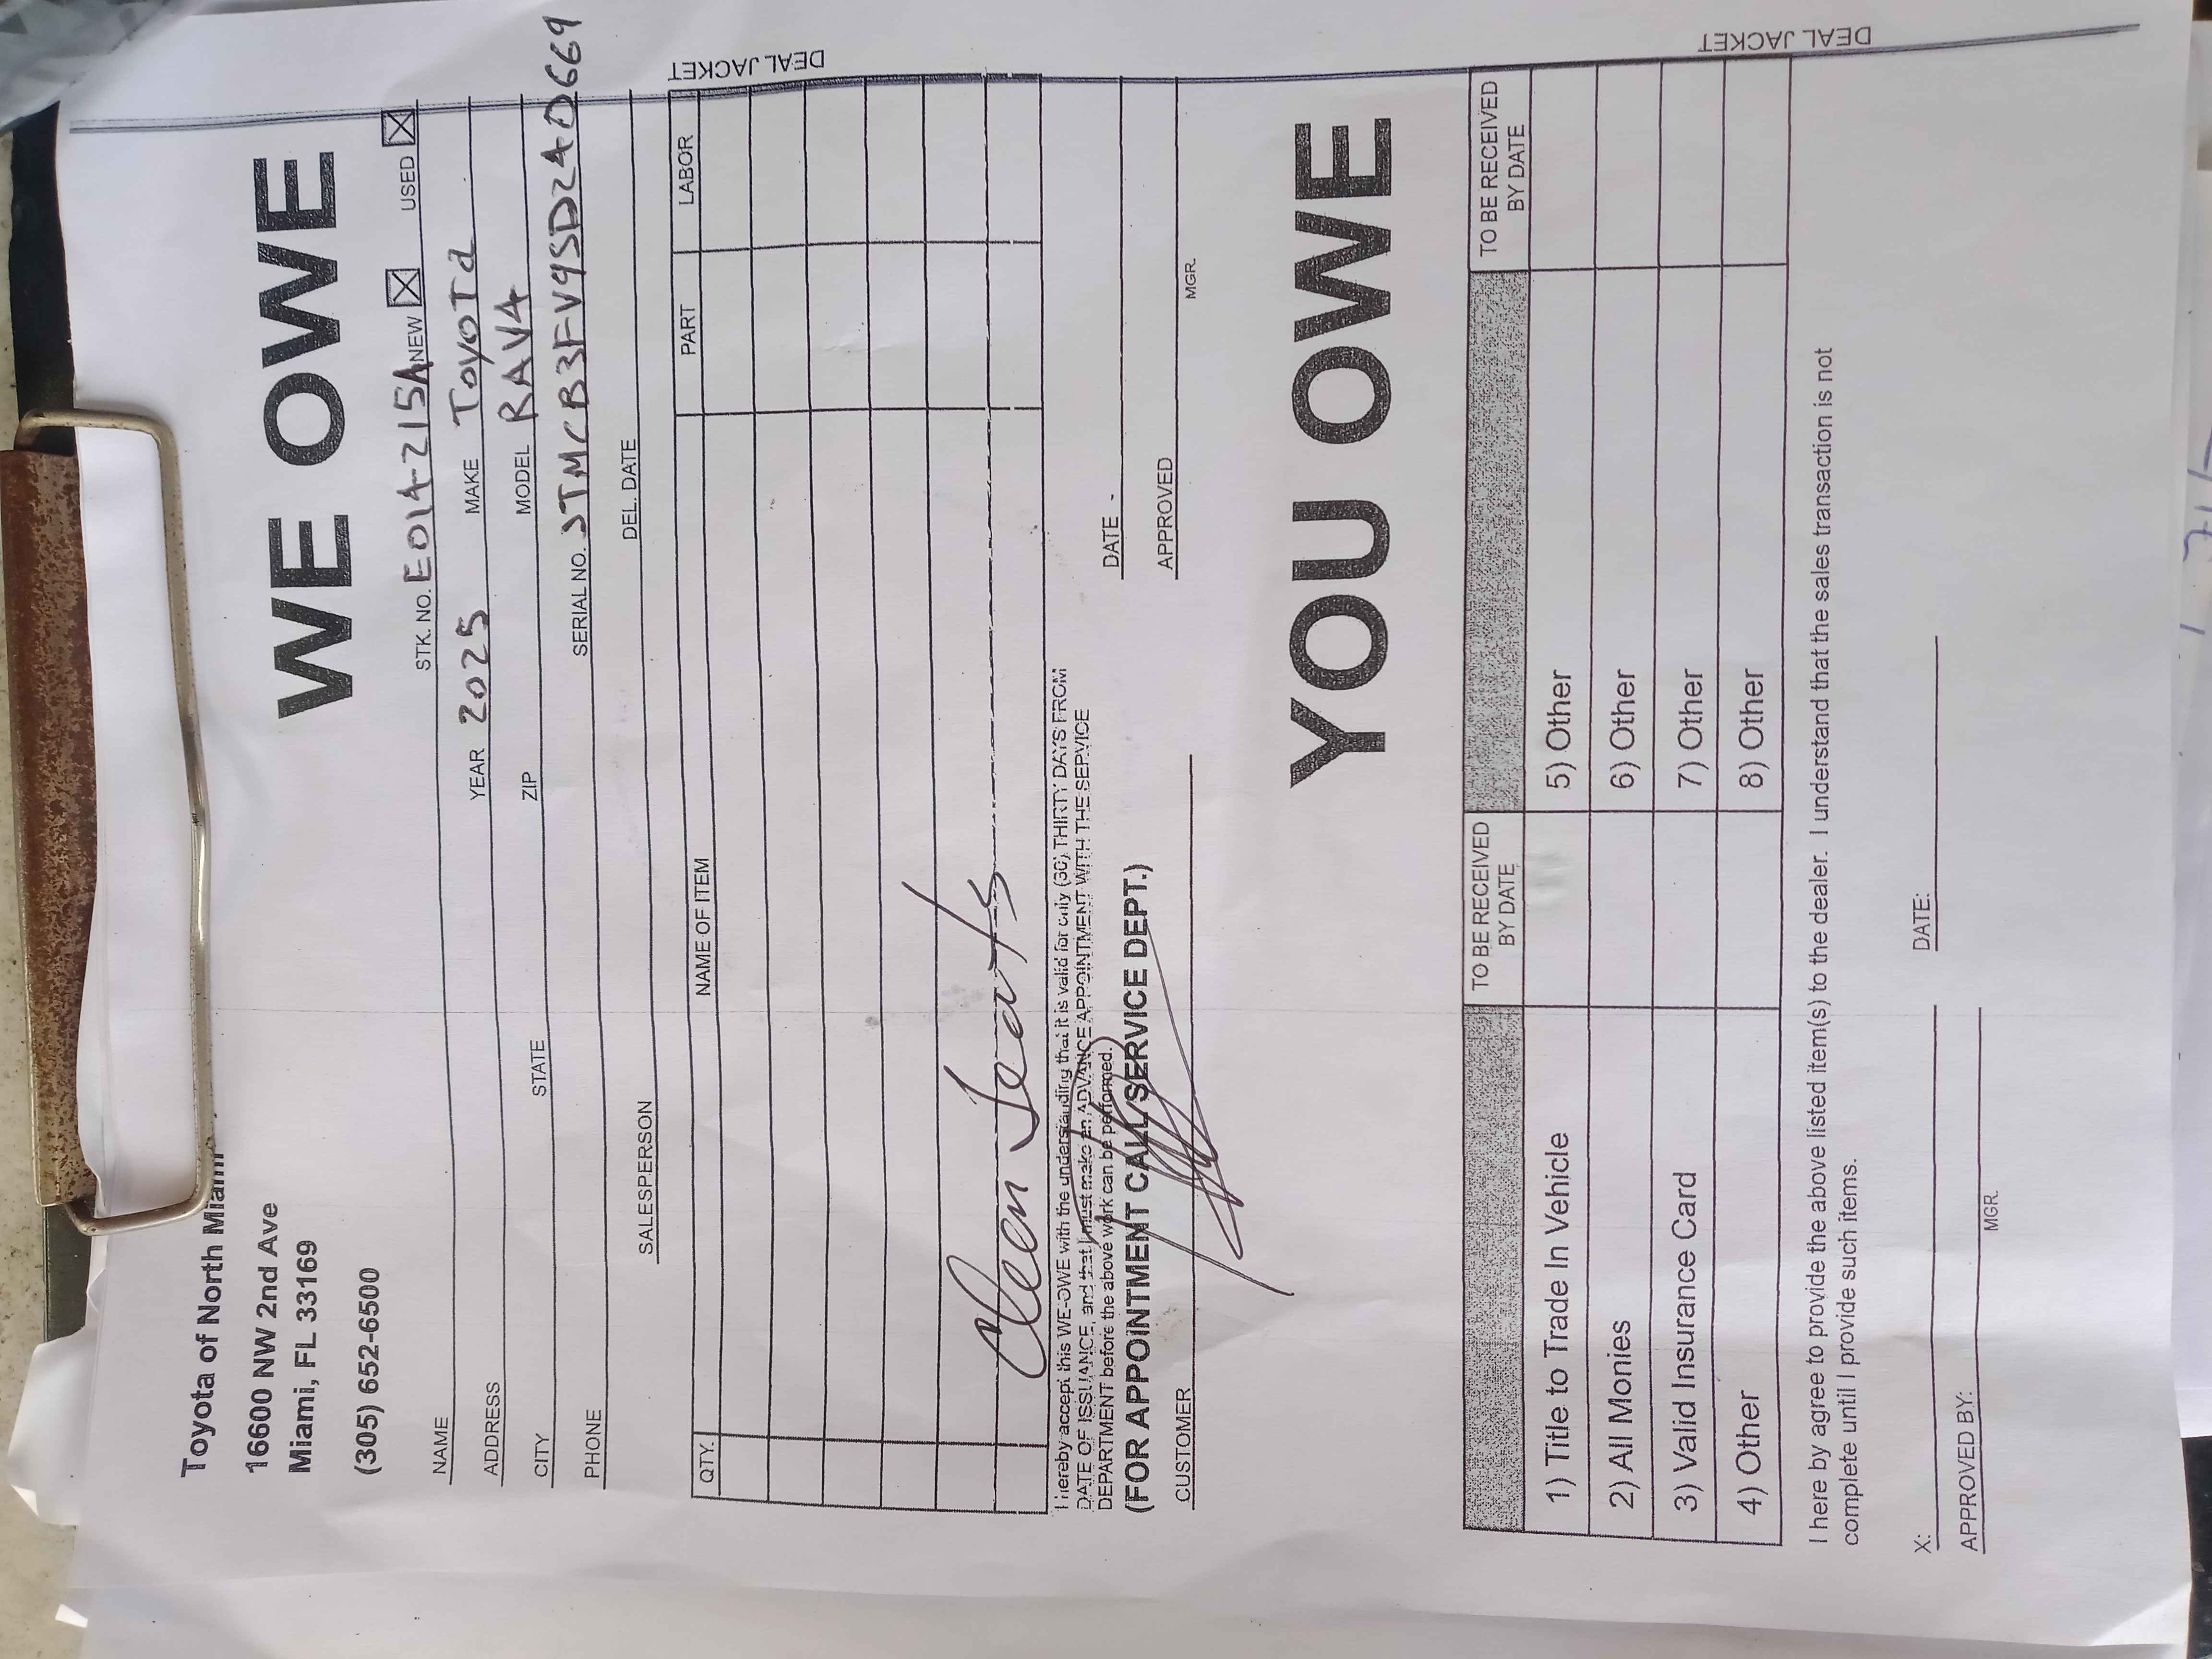 Toyota of North Miami
16600 NW 2nd Ave
Miami, FL 33169
(305) 652-6500
WE OWE
NAME STK. NO. E014-215A NEW ☒ USED ☒
ADDRESS YEAR 2025 MAKE TOYOTA
CITY STATE ZIP MODEL RAV4
PHONE SERIAL NO. JTMCB3FV9SD240669
SALESPERSON DEL. DATE
QTY. NAME OF ITEM PART LABOR
DEAL JACKET
Clean Seats
I hereby accept this WE-OWE with the understanding that it is valid for only (30) THIRTY DAYS FROM
DATE OF ISSUANCE, and that I must make an ADVANCE APPOINTMENT WITH THE SERVICE
DEPARTMENT before the above work can be performed.
(FOR APPOINTMENT CALL SERVICE DEPT.)
DATE
CUSTOMER APPROVED
MGR.
YOU OWE
TO BE RECEIVED BY DATE TO BE RECEIVED BY DATE
1) Title to Trade In Vehicle 5) Other
2) All Monies 6) Other
3) Valid Insurance Card 7) Other
4) Other 8) Other
DEAL JACKET
I here by agree to provide the above listed item(s) to the dealer. I understand that the sales transaction is not
complete until I provide such items.
X: DATE:
APPROVED BY:
MGR.